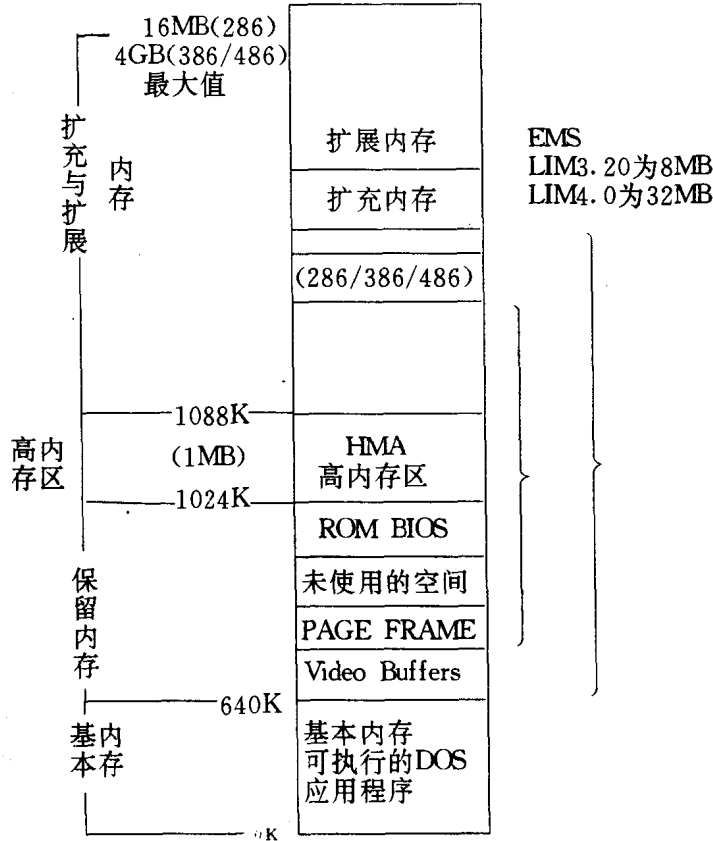 16MB(286)
4GB(386/486)
最大值
扩充与扩展
内存
扩展内存
扩充内存
(286/386/486)
EMS
LIM3.20为8MB
LIM4.0为32MB
1088K
(1MB)
1024K
高内
存区
HMA
高内存区
ROM BIOS
未使用的空间
PAGE FRAME
Video Buffers
保留内存
640K
基内
本存
基本内存
可执行的DOS
应用程序